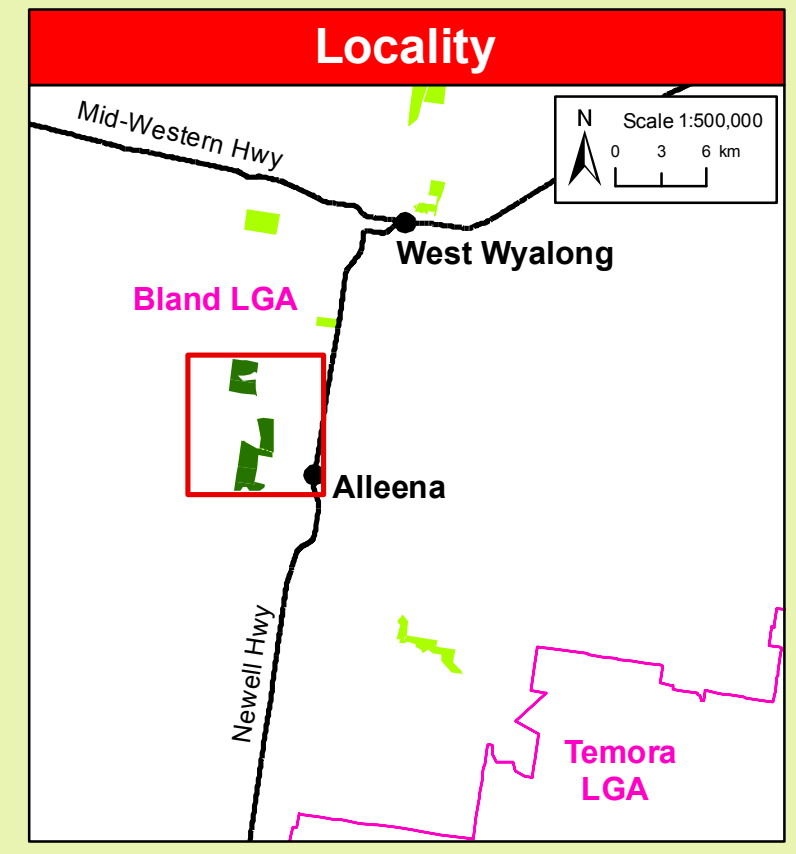 Locality
Mid-Western Hwy
N
Scale 1:500,000
0 3 6 km
West Wyalong
Bland LGA
Alleena
Newell Hwy
Temora
LGA